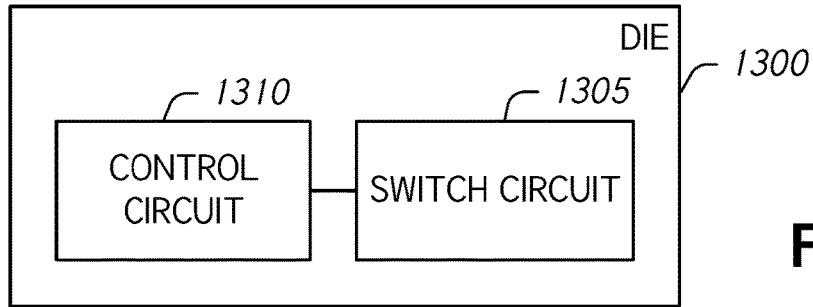 DIE
1300
1310
1305
CONTROL
CIRCUIT
SWITCH CIRCUIT
F